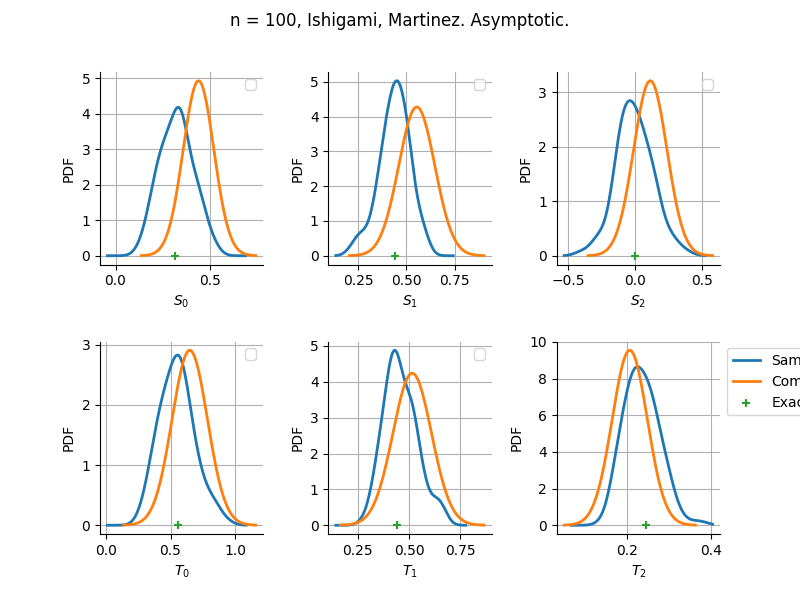 n = 100, Ishigami, Martinez. Asymptotic.
5
4
3
2
1
0
PDF
0.0 0.5
S₀
5
4
3
2
1
0
PDF
0.25 0.50 0.75
S₁
3
2
1
0
PDF
−0.5 0.0 0.5
S₂
3
2
1
0
PDF
0.0 0.5 1.0
T₀
5
4
3
2
1
0
PDF
0.25 0.50 0.75
T₁
10
8
6
4
2
0
PDF
0.2 0.4
T₂
Sam
Com
Exac